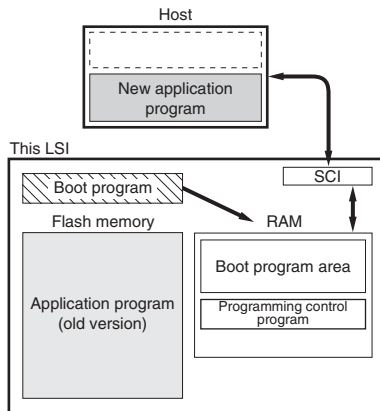 Host
New application
program
This LSI
Boot program
SCI
Flash memory
RAM
Boot program area
Application program
(old version)
Programming control
program